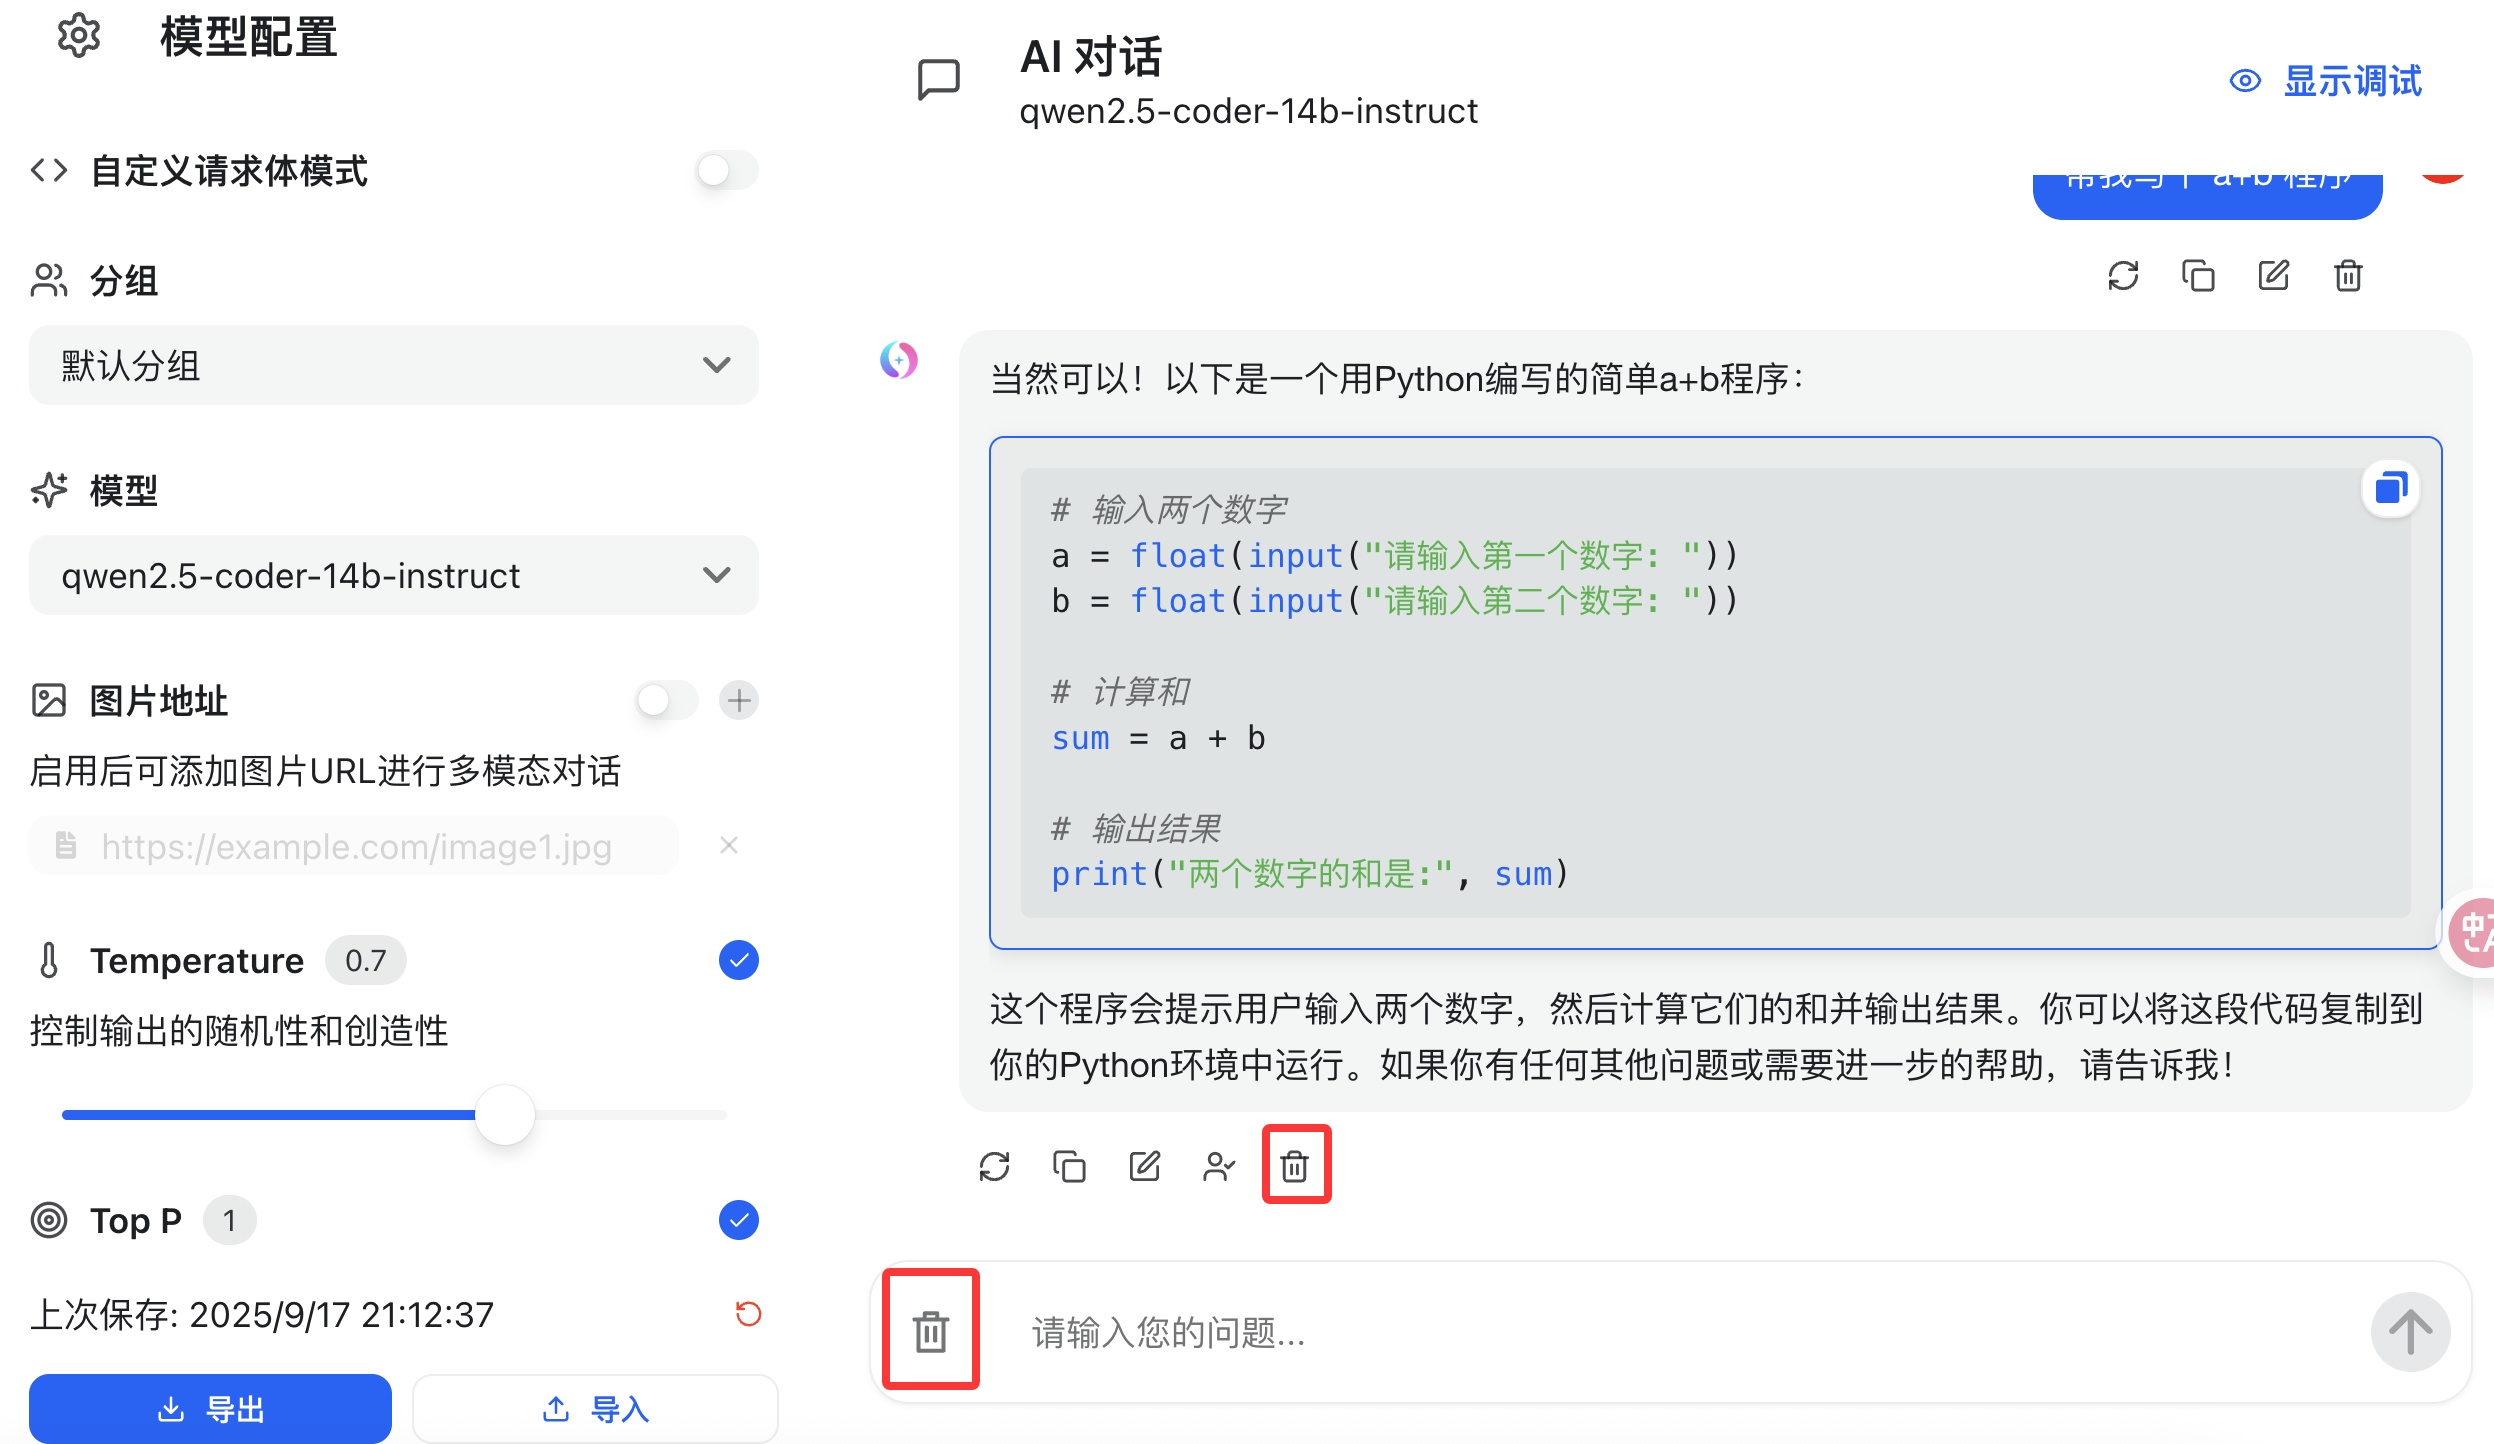 模型配置
自定义请求体模式
分组
默认分组
模型
qwen2.5-coder-14b-instruct
图片地址
启用后可添加图片URL进行多模态对话
https://example.com/image1.jpg
Temperature 0.7
控制输出的随机性和创造性
Top P 1
上次保存: 2025/9/17 21:12:37
导出
导入
AI 对话
qwen2.5-coder-14b-instruct
显示调试
帮我写个 a+b 程序
当然可以！以下是一个用Python编写的简单a+b程序：
# 输入两个数字
a = float(input("请输入第一个数字: "))
b = float(input("请输入第二个数字: "))
# 计算和
sum = a + b
# 输出结果
print("两个数字的和是:", sum)
这个程序会提示用户输入两个数字，然后计算它们的和并输出结果。你可以将这段代码复制到
你的Python环境中运行。如果你有任何其他问题或需要进一步的帮助，请告诉我！
请输入您的问题...